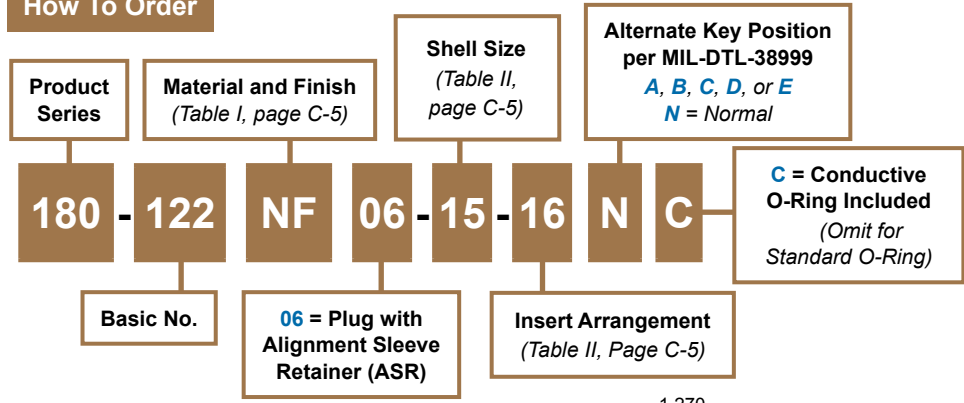 How To Order
Product
Series
Material and Finish
(Table I, page C-5)
Shell Size
(Table II,
page C-5)
Alternate Key Position
per MIL-DTL-38999
A, B, C, D, or E
N = Normal
180 - 122 NF 06 - 15 - 16 N C
C = Conductive
O-Ring Included
(Omit for
Standard O-Ring)
Basic No.
06 = Plug with
Alignment Sleeve
Retainer (ASR)
Insert Arrangement
(Table II, Page C-5)